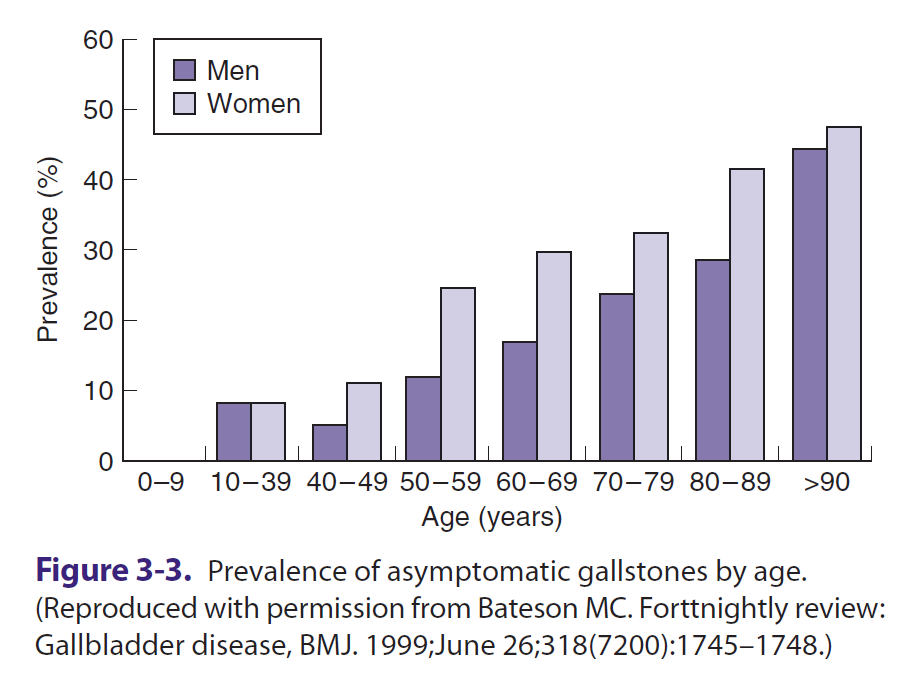 60
Men
Women
50
40
30
20
10
0
Prevalence (%)
0–9 10–39 40–49 50–59 60–69 70–79 80–89 >90
Age (years)
Figure 3-3. Prevalence of asymptomatic gallstones by age.
(Reproduced with permission from Bateson MC. Forttnightly review:
Gallbladder disease, BMJ. 1999;June 26;318(7200):1745–1748.)